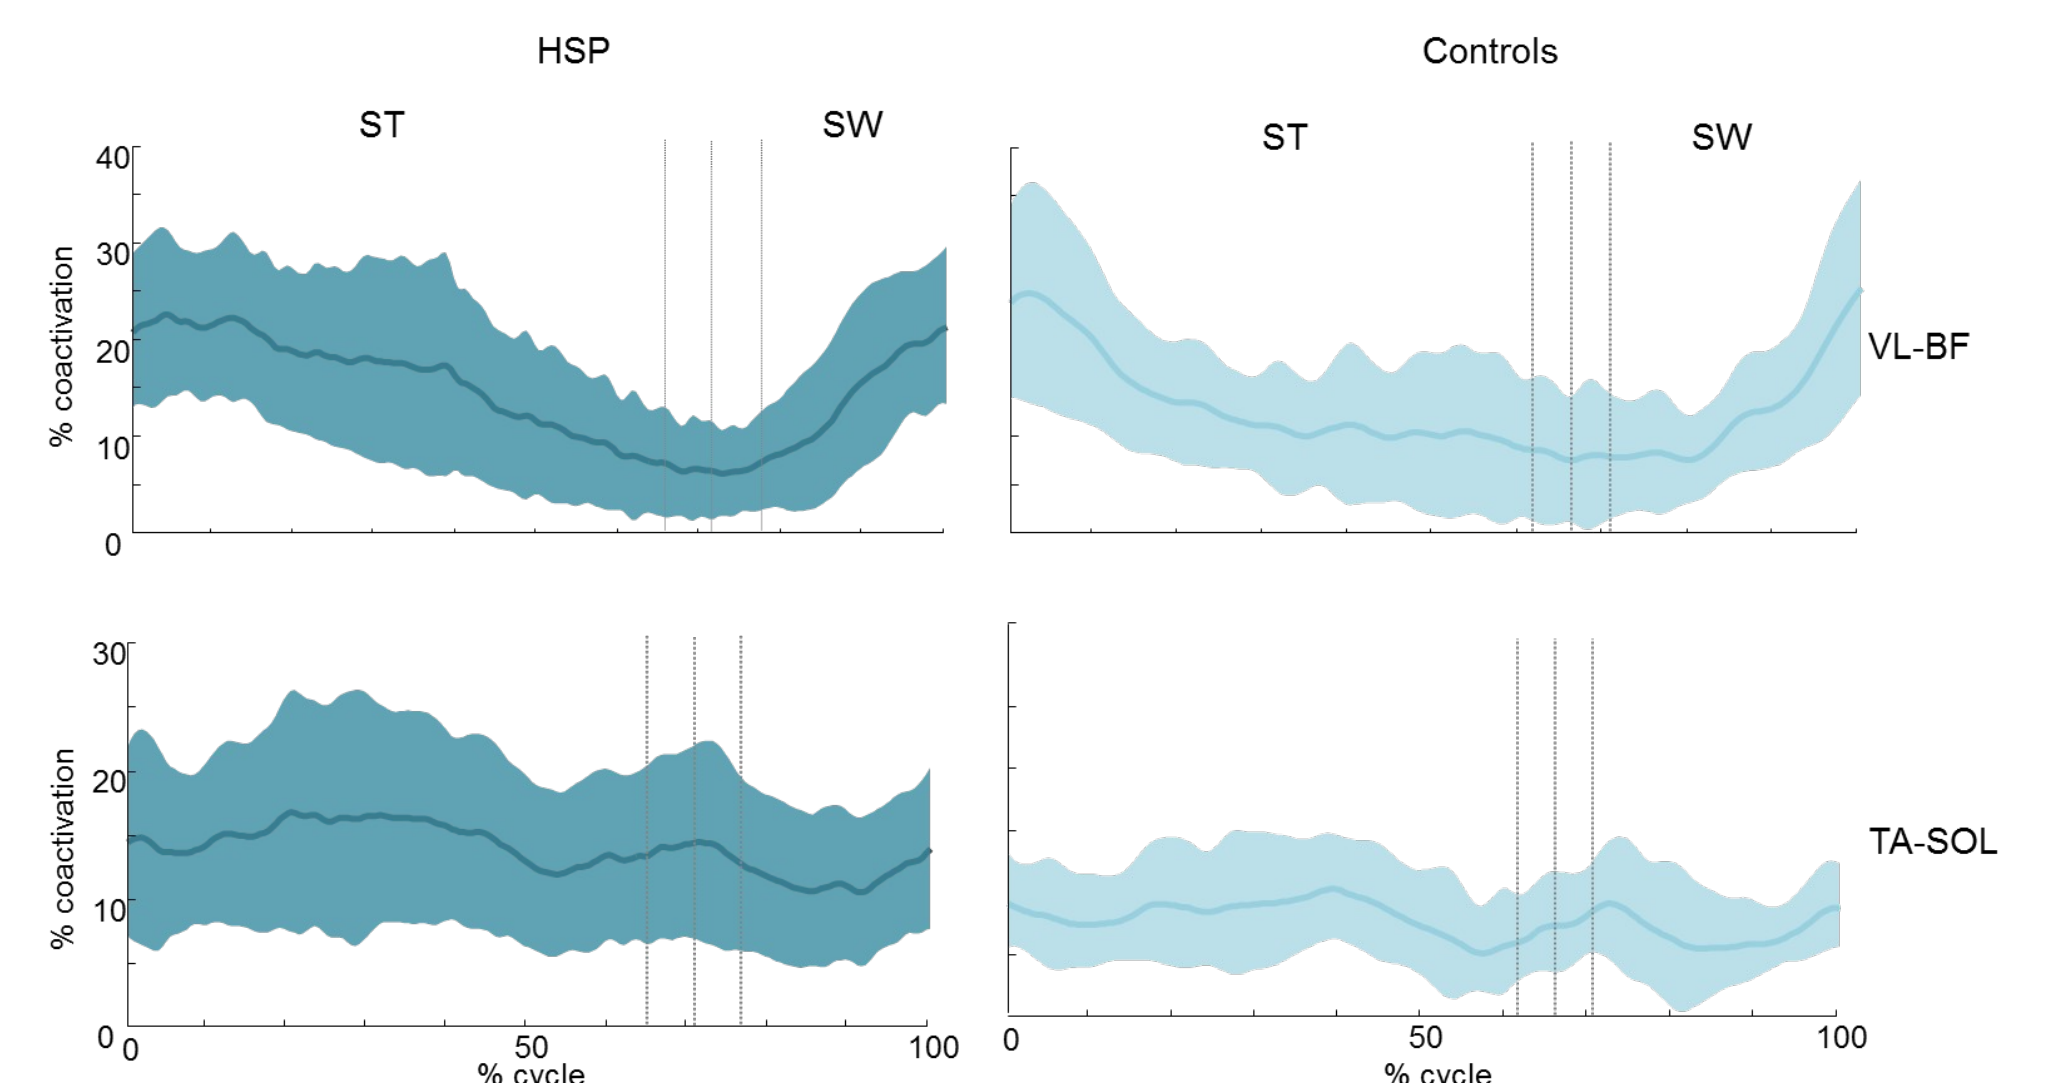 HSP
Controls
ST
SW
ST
SW
40
30
20
10
0
% coactivation
VL-BF
30
20
10
0
% coactivation
TA-SOL
0
50
100
0
50
100
% cycle
% cycle